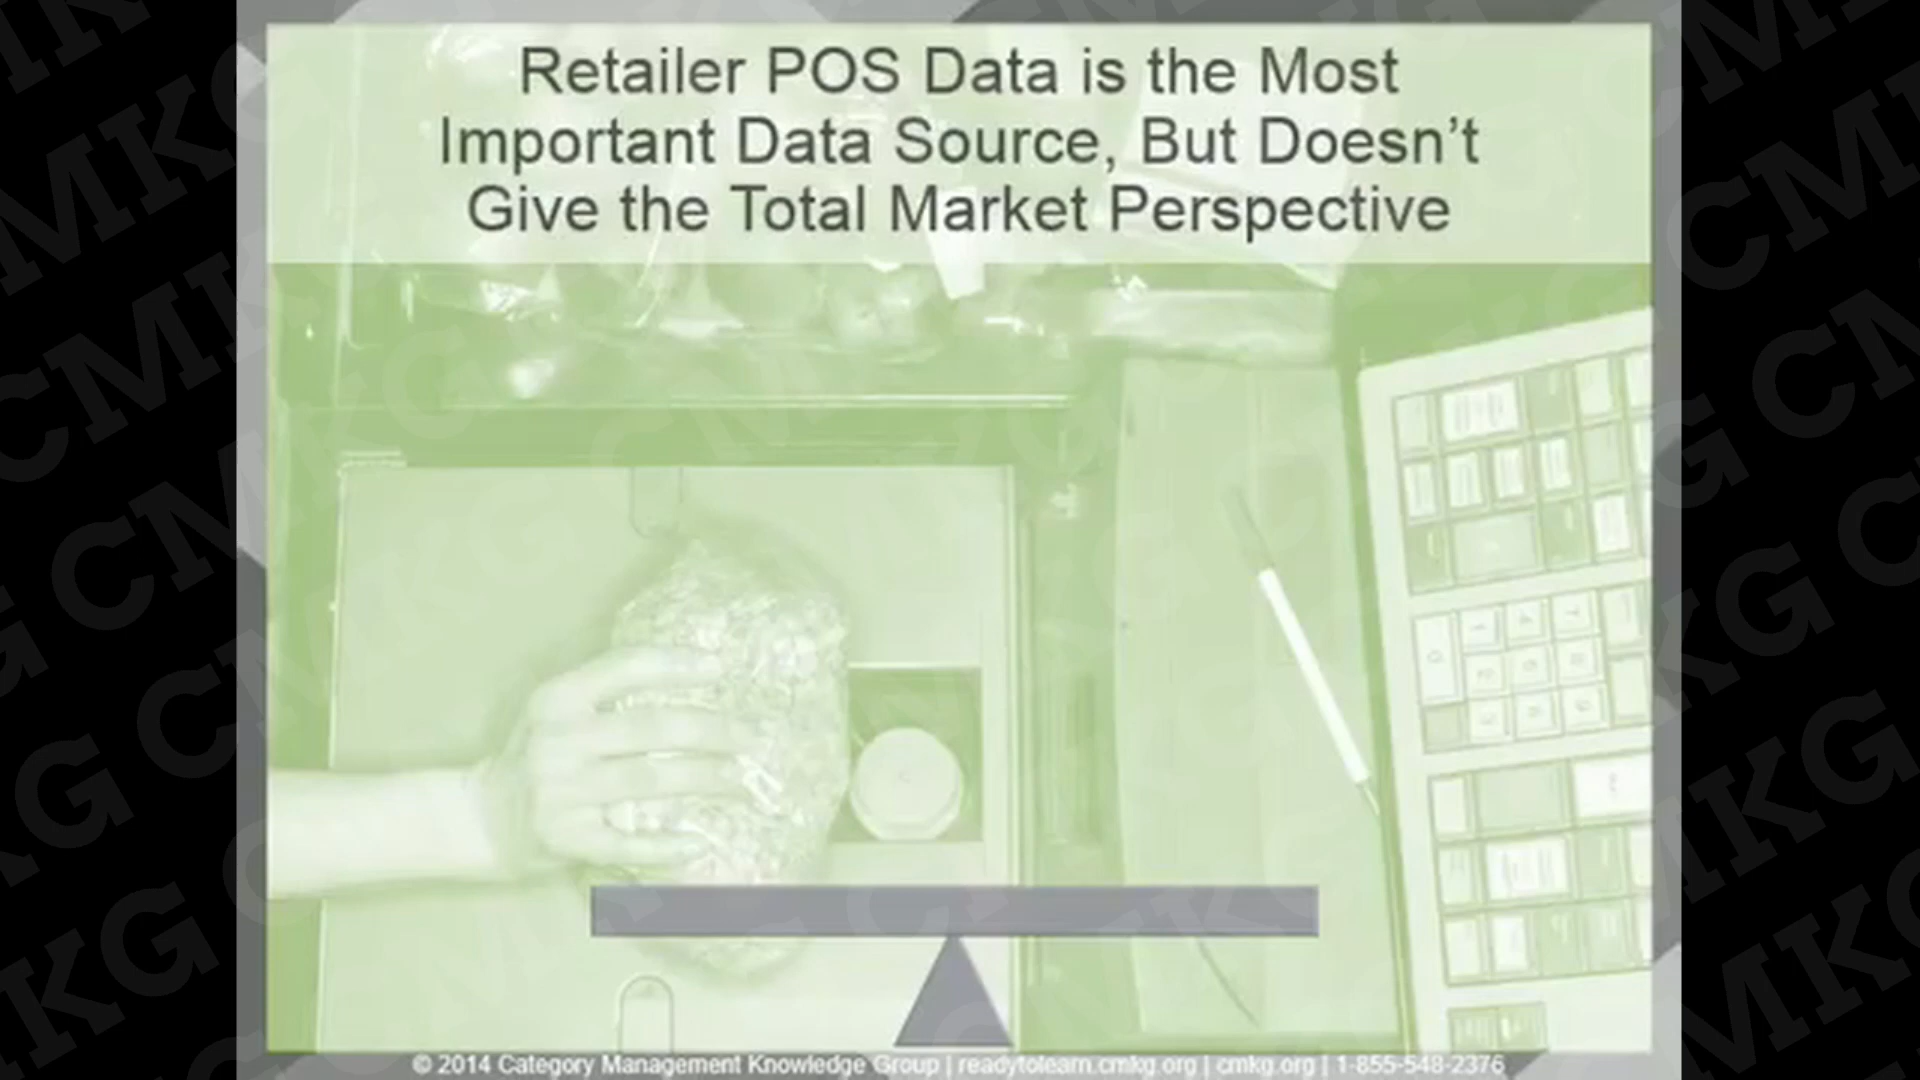 Retailer POS Data is the Most
Important Data Source, But Doesn't
Give the Total Market Perspective
© 2014 Category Management Knowledge Group | readytolearn.cmkg.org | cmkg.org | 1-855-548-2376
CMKG